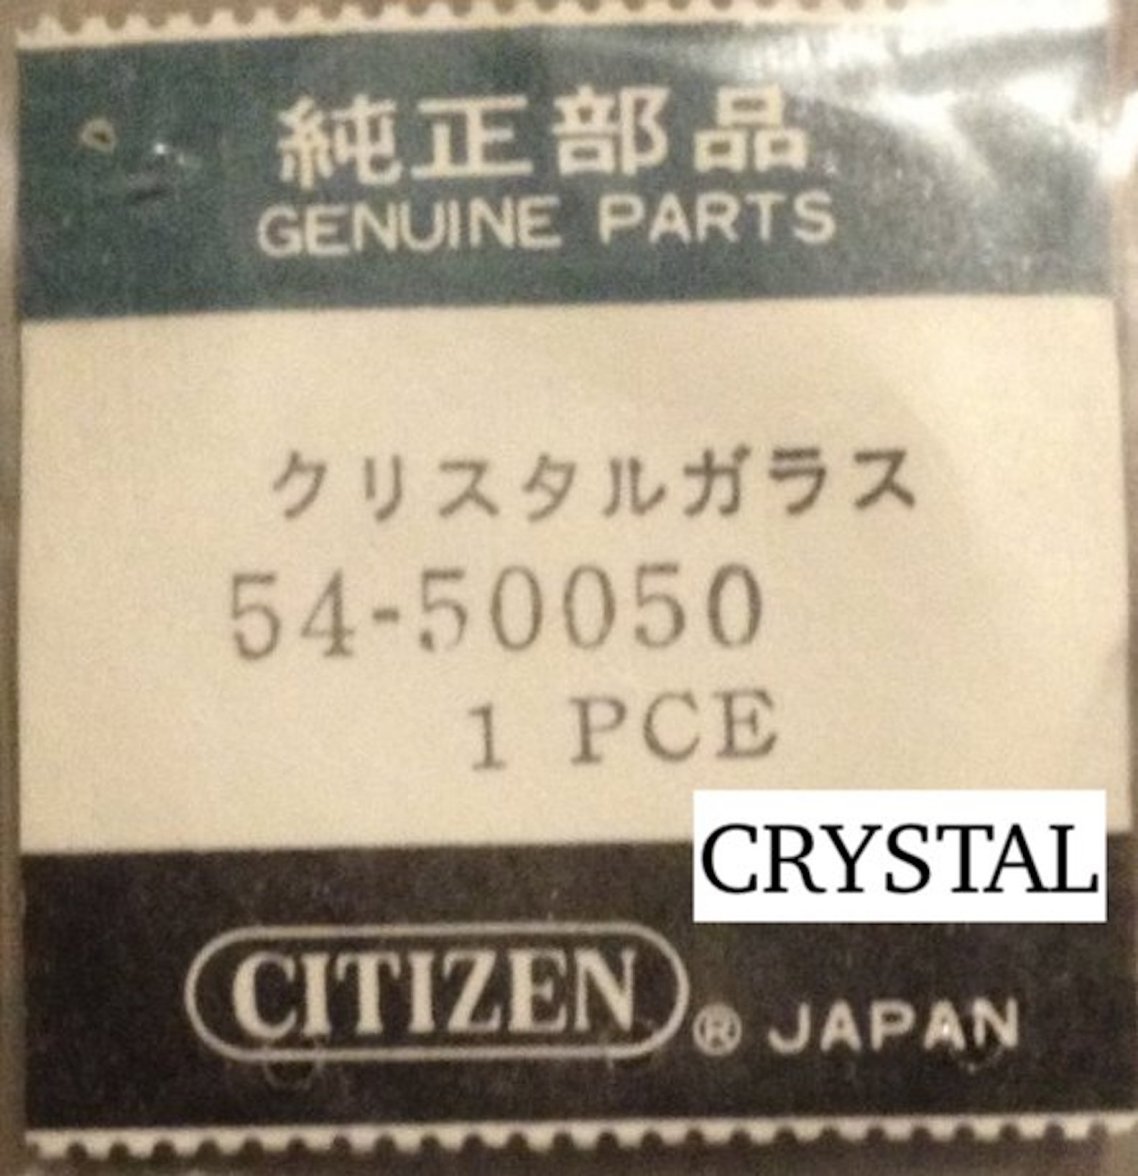 純正部品
GENUINE PARTS
クリスタルガラス
54-50050
1 PCE
CRYSTAL
CITIZEN® JAPAN